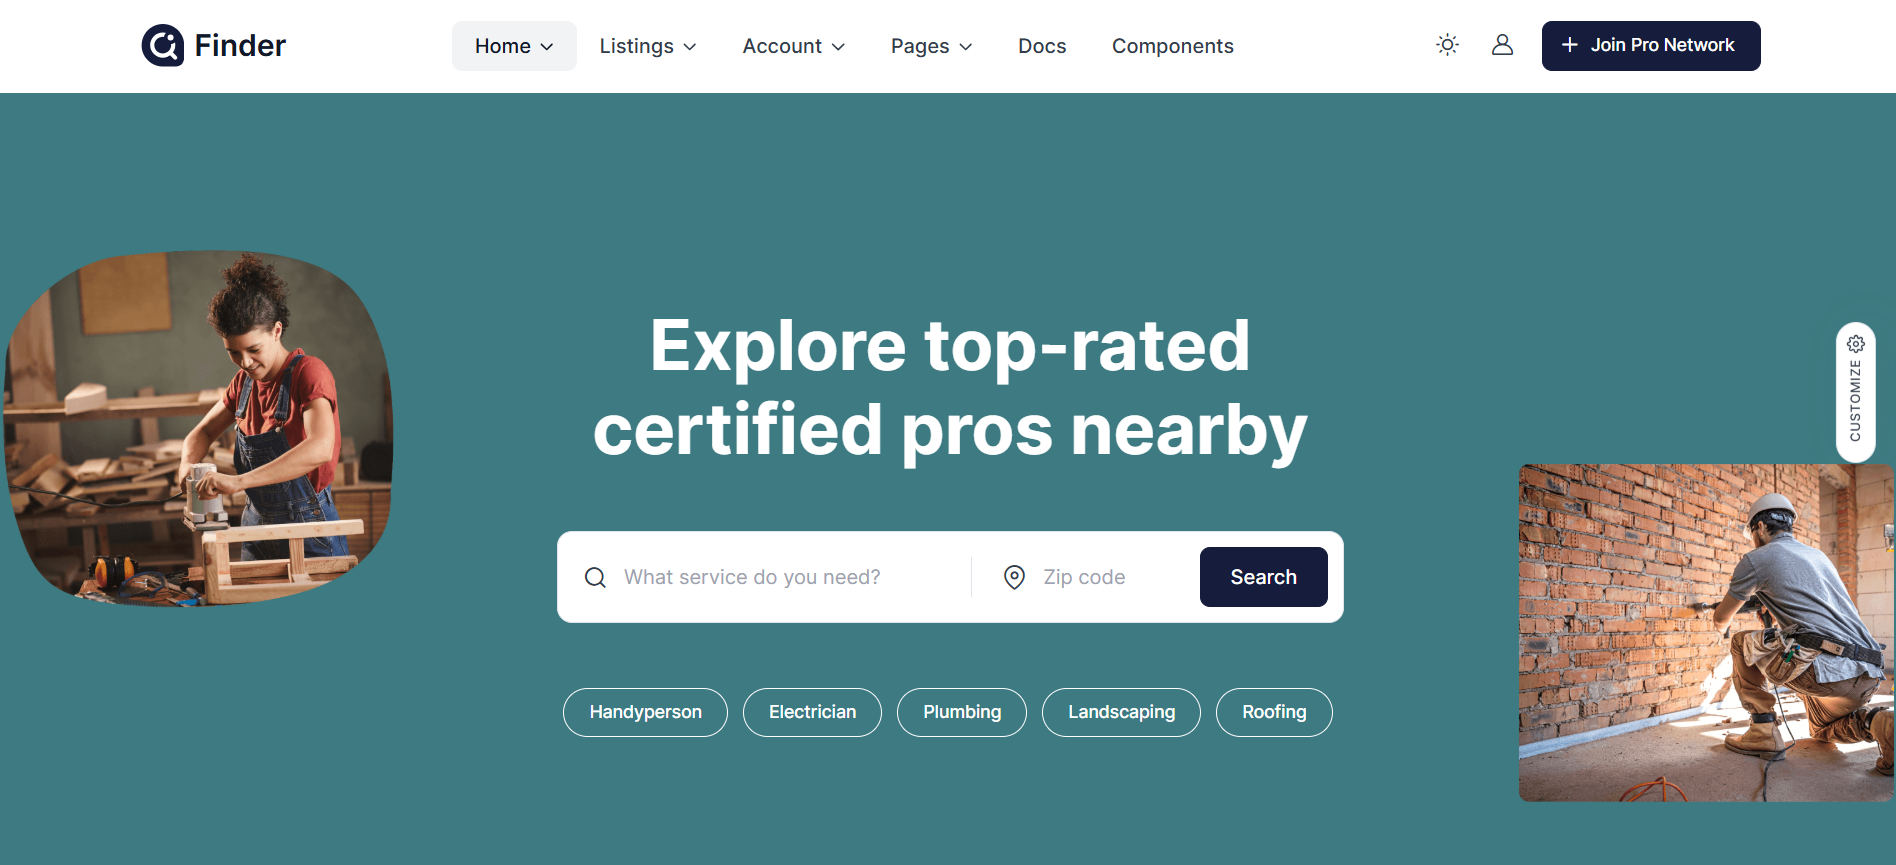 Finder
Home
Listings
Account
Pages
Docs
Components
Join Pro Network
Explore top-rated
certified pros nearby
CUSTOMIZE
What service do you need?
Zip code
Search
Handyperson
Electrician
Plumbing
Landscaping
Roofing